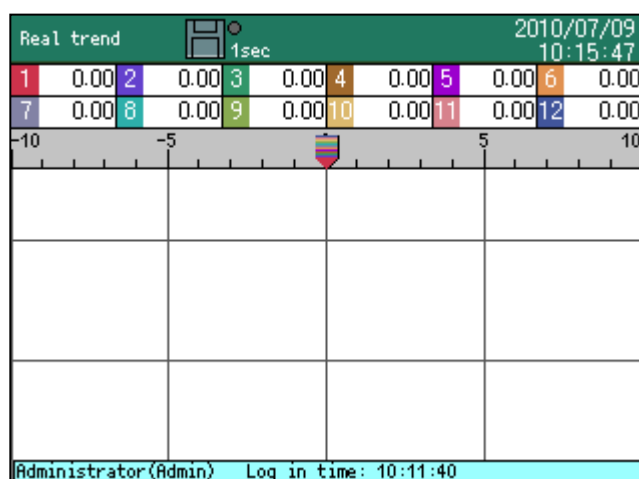 Real trend 1sec 2010/07/09
10:15:47
1 0.00 2 0.00 3 0.00 4 0.00 5 0.00 6 0.00
7 0.00 8 0.00 9 0.00 10 0.00 11 0.00 12 0.00
-10 -5 5 10
Administrator(Admin) Log in time: 10:11:40